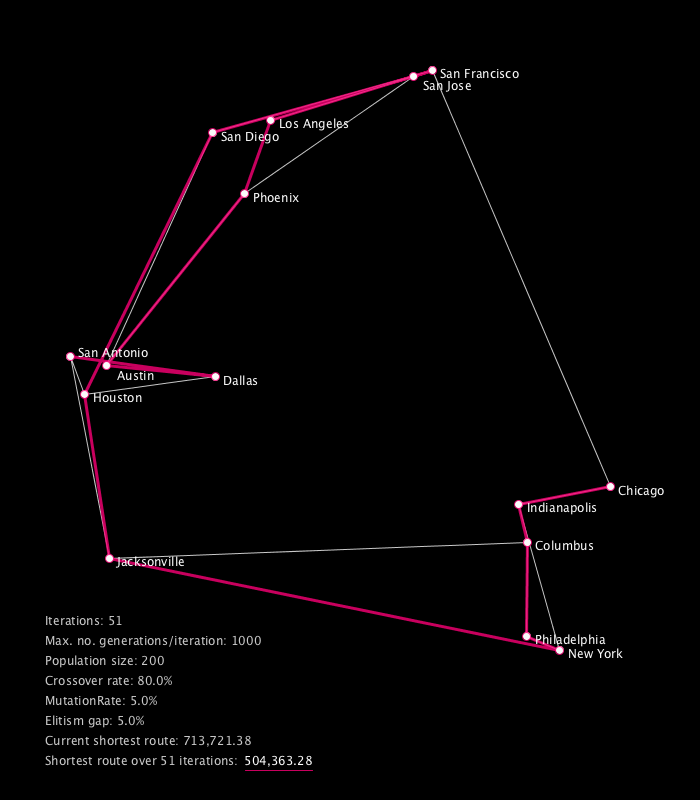 San Francisco
San Jose
Los Angeles
San Diego
Phoenix
San Antonio
Austin
Dallas
Houston
Chicago
Indianapolis
Columbus
Jacksonville
Philadelphia
New York
Iterations: 51
Max. no. generations/iteration: 1000
Population size: 200
Crossover rate: 80.0%
MutationRate: 5.0%
Elitism gap: 5.0%
Current shortest route: 713,721.38
Shortest route over 51 iterations: 504,363.28